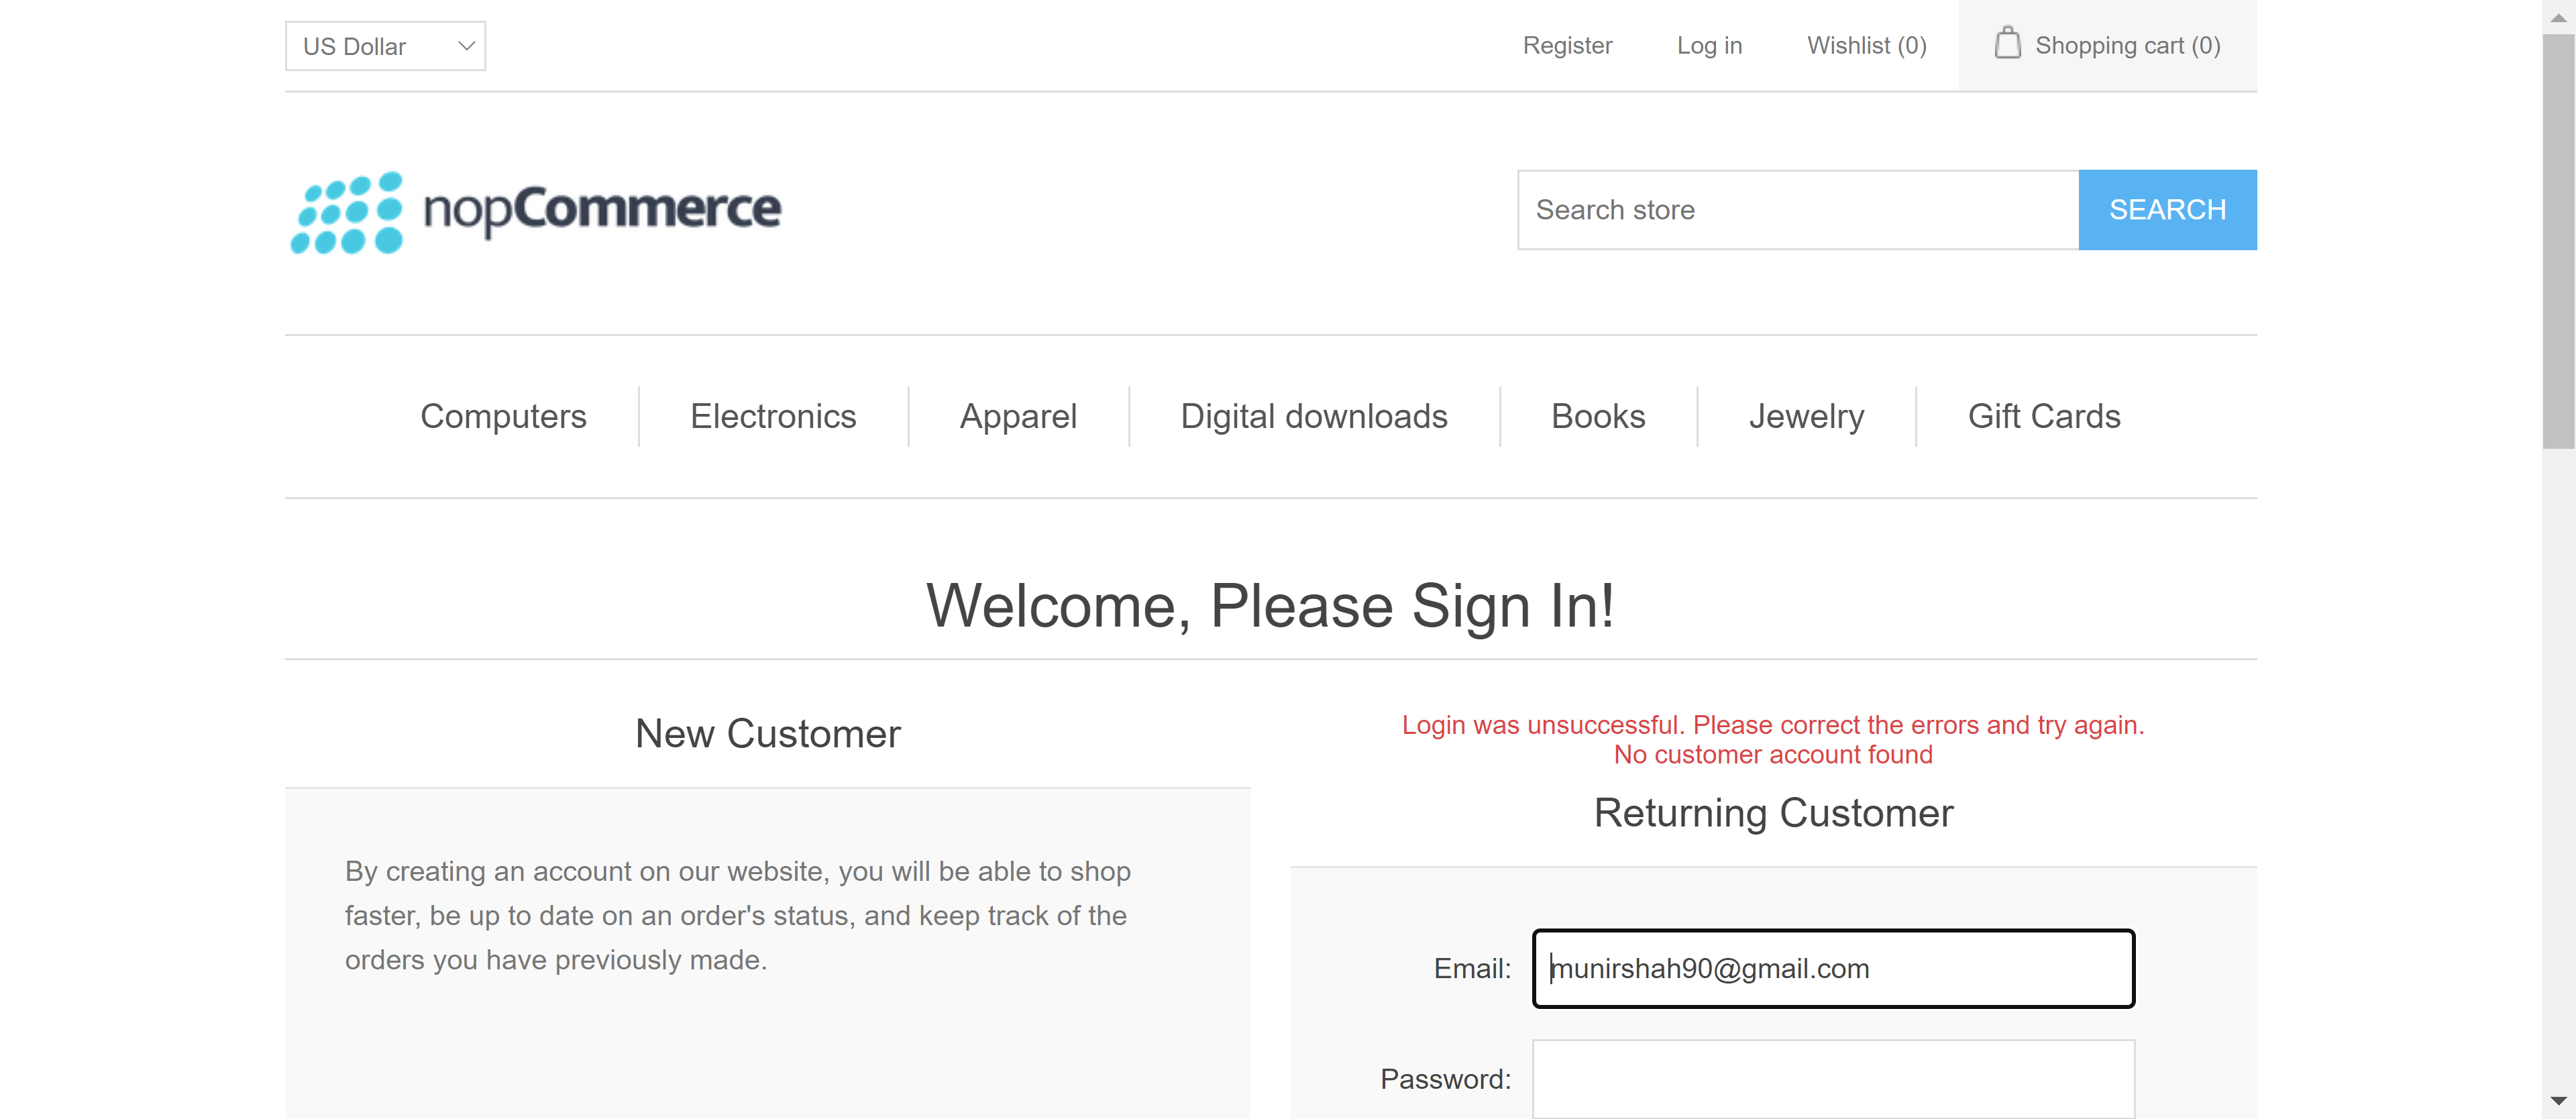 US Dollar
Register
Log in
Wishlist (0)
Shopping cart (0)
nopCommerce
Search store
SEARCH
Computers
Electronics
Apparel
Digital downloads
Books
Jewelry
Gift Cards
Welcome, Please Sign In!
New Customer
By creating an account on our website, you will be able to shop
faster, be up to date on an order's status, and keep track of the
orders you have previously made.
Login was unsuccessful. Please correct the errors and try again.
No customer account found
Returning Customer
Email:
munirshah90@gmail.com
Password: